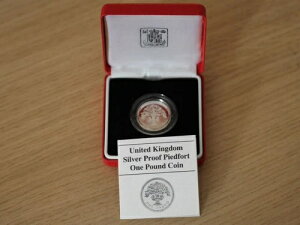 United Kingdom
Silver Proof Piedfort
One Pound Coin